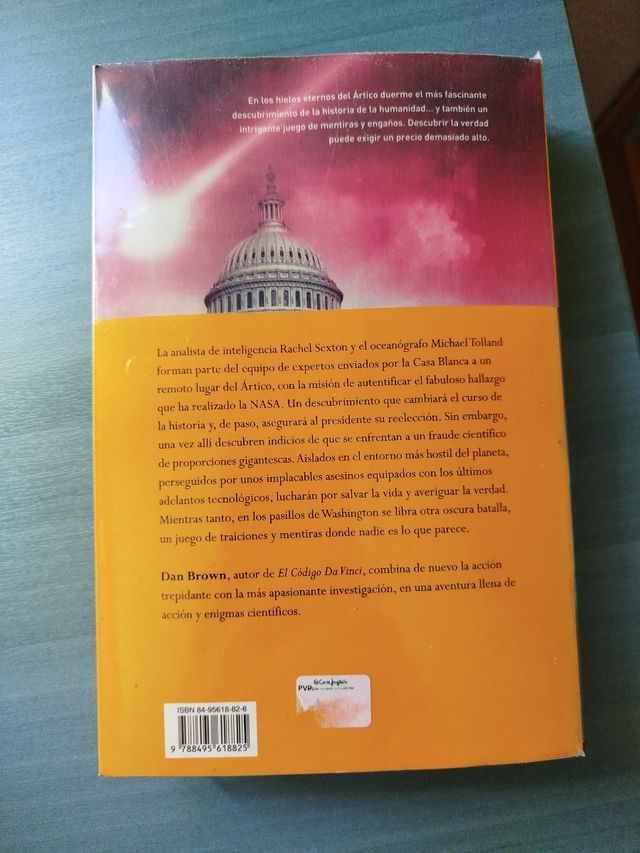 En los hielos eternos del Ártico duerme el más fascinante
descubrimiento de la historia de la humanidad... y también un
intrigante juego de mentiras y engaños. Descubrir la verdad
puede exigir un precio demasiado alto.
La analista de inteligencia Rachel Sexton y el oceanógrafo Michael Tolland
forman parte del equipo de expertos enviados por la Casa Blanca a un
remoto lugar del Ártico, con la misión de autentificar el fabuloso hallazgo
que ha realizado la NASA. Un descubrimiento que cambiará el curso de
la historia y, de paso, asegurará al presidente su reelección. Sin embargo,
una vez allí descubren indicios de que se enfrentan a un fraude científico
de proporciones gigantescas. Aislados en el entorno más hostil del planeta,
perseguidos por unos implacables asesinos equipados con los últimos
adelantos tecnológicos, lucharán por salvar la vida y averiguar la verdad.
Mientras tanto, en los pasillos de Washington se libra otra oscura batalla,
un juego de traiciones y mentiras donde nadie es lo que parece.
Dan Brown, autor de El Código Da Vinci, combina de nuevo la acción
trepidante con la más apasionante investigación, en una aventura llena de
acción y enigmas científicos.
El Corte Inglés
PVP
ISBN 84-95618-82-6
9 788495 618825